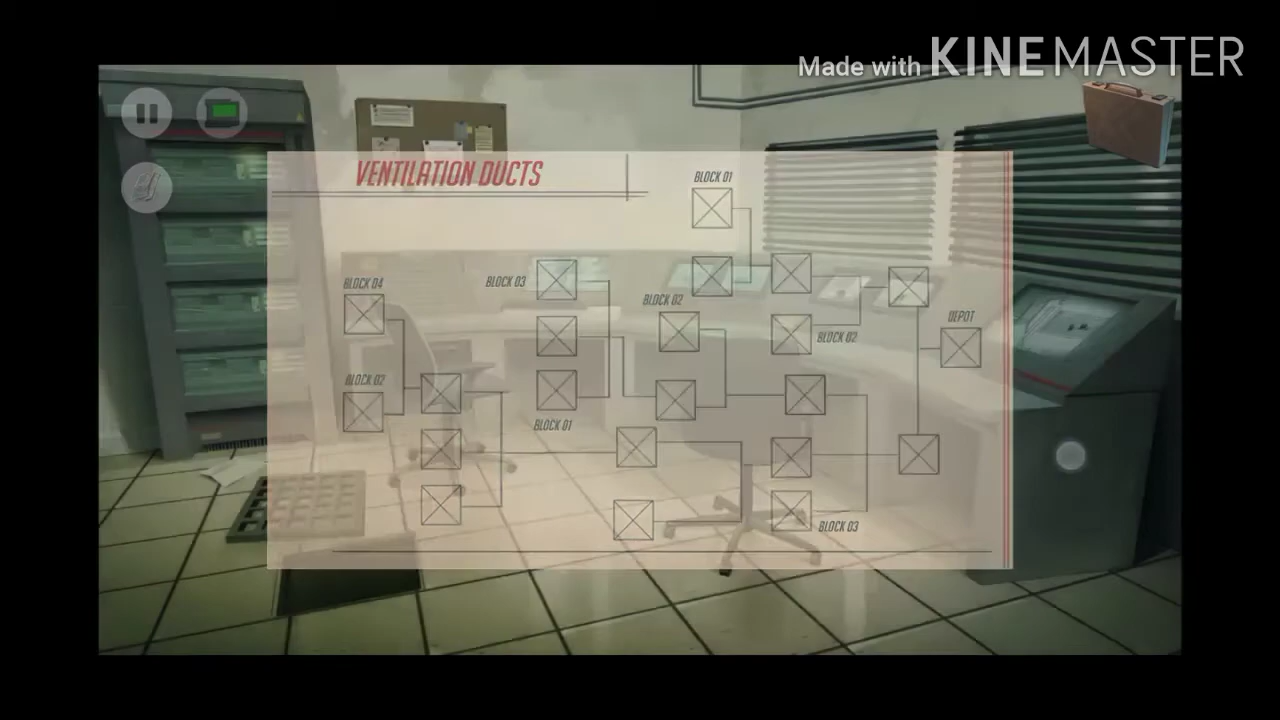 Made with KINEMASTER
VENTILATION DUCTS
BLOCK 01
BLOCK 04
BLOCK 03
BLOCK 02
DEPOT
BLOCK 02
BLOCK 02
BLOCK 01
BLOCK 03